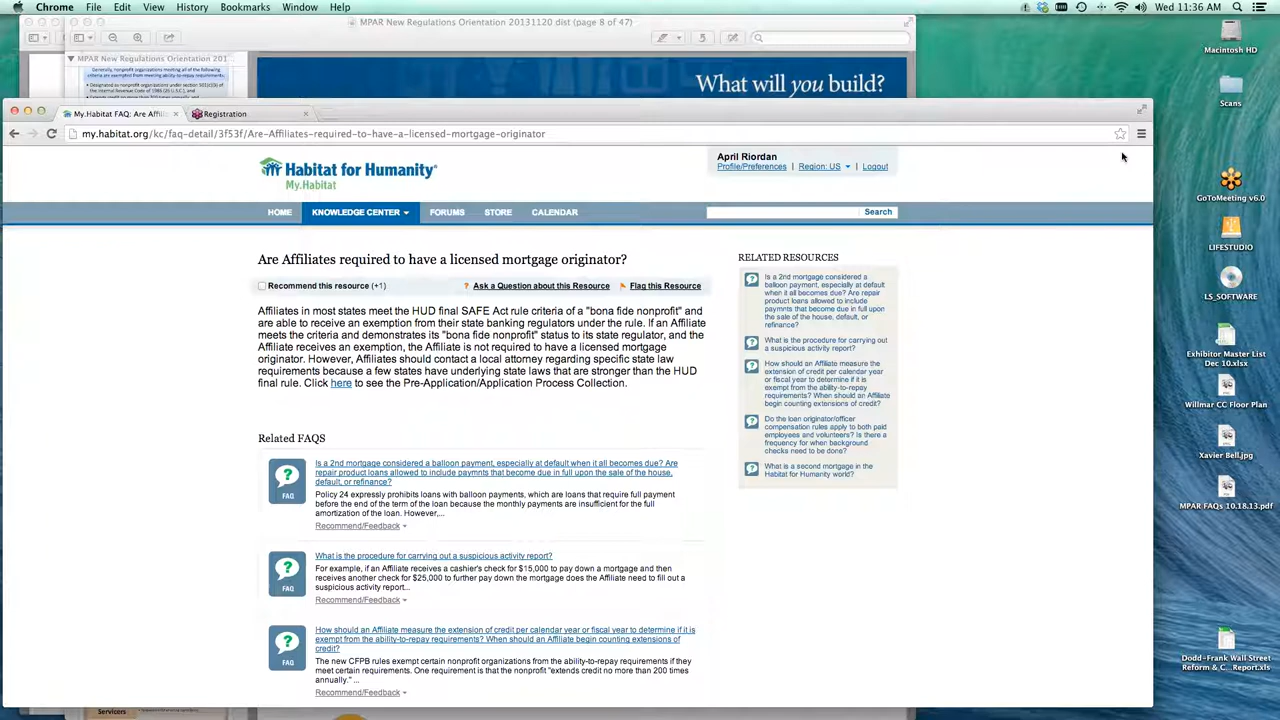 Chrome File Edit View History Bookmarks Window Help
Wed 11:36 AM
MPAR New Regulations Orientation 20131120 dist (page 8 of 47)
MPAR New Regulations Orientation 201
Generally, nonprofit organizations meeting all of the following
criteria are exempted from meeting ability-to-repay requirements:
What will you build?
My.Habitat FAQ: Are Affili
Registration
my.habitat.org/kc/faq-detail/3f53f/Are-Affiliates-required-to-have-a-licensed-mortgage-originator
Habitat for Humanity®
My.Habitat
April Riordan
Profile/Preferences | Region: US | Logout
HOME KNOWLEDGE CENTER FORUMS STORE CALENDAR
Search
Are Affiliates required to have a licensed mortgage originator?
Recommend this resource (+1)
Ask a Question about this Resource
Flag this Resource
Affiliates in most states meet the HUD final SAFE Act rule criteria of a "bona fide nonprofit" and
are able to receive an exemption from their state banking regulators under the rule. If an Affiliate
meets the criteria and demonstrates its "bona fide nonprofit" status to its state regulator, and
the Affiliate receives an exemption, the Affiliate is not required to have a licensed mortgage
originator. However, Affiliates should contact a local attorney regarding specific state law
requirements because a few states have underlying state laws that are stronger than the HUD
final rule. Click here to see the Pre-Application/Application Process Collection.
Related FAQS
FAQ
Is a 2nd mortgage considered a balloon payment, especially at default when it all becomes due? Are
repair product loans allowed to include paymnts that become due in full upon the sale of the house,
default, or refinance?
Policy 24 expressly prohibits loans with balloon payments, which are loans that require full payment
before the end of the term of the loan because the monthly payments are insufficient for the full
amortization of the loan. However,...
Recommend/Feedback
FAQ
What is the procedure for carrying out a suspicious activity report?
For example, if an Affiliate receives a cashier's check for $15,000 to pay down a mortgage and then
receives another check for $25,000 to further pay down the mortgage does the Affiliate need to fill out a
suspicious activity report...
Recommend/Feedback
FAQ
How should an Affiliate measure the extension of credit per calendar year or fiscal year to determine if it is
exempt from the ability-to-repay requirements? When should an Affiliate begin counting extensions of
credit?
The new CFPB rules exempt certain nonprofit organizations from the ability-to-repay requirements if they
meet certain requirements. One requirement is that the nonprofit "extends credit no more than 200 times
annually." ...
Recommend/Feedback
RELATED RESOURCES
Is a 2nd mortgage considered a
balloon payment, especially at default
when it all becomes due? Are repair
product loans allowed to include
paymnts that become due in full upon
the sale of the house, default, or
refinance?
What is the procedure for carrying out
a suspicious activity report?
How should an Affiliate measure the
extension of credit per calendar year
or fiscal year to determine if it is
exempt from the ability-to-repay
requirements? When should an Affiliate
begin counting extensions of credit?
Do the loan originator/officer
compensation rules apply to both paid
employees and volunteers? Is there a
frequency for when background
checks need to be done?
What is a second mortgage in the
Habitat for Humanity world?
Servicers
Macintosh HD
Scans
GoToMeeting v6.0
LIFESTUDIO
LS_SOFTWARE
Exhibitor Master List
Dec 10.xlsx
Willmar CC Floor Plan
Xavier Bell.jpg
MPAR FAQs 10.18.13.pdf
Dodd-Frank Wall Street
Reform & C...Report.xls